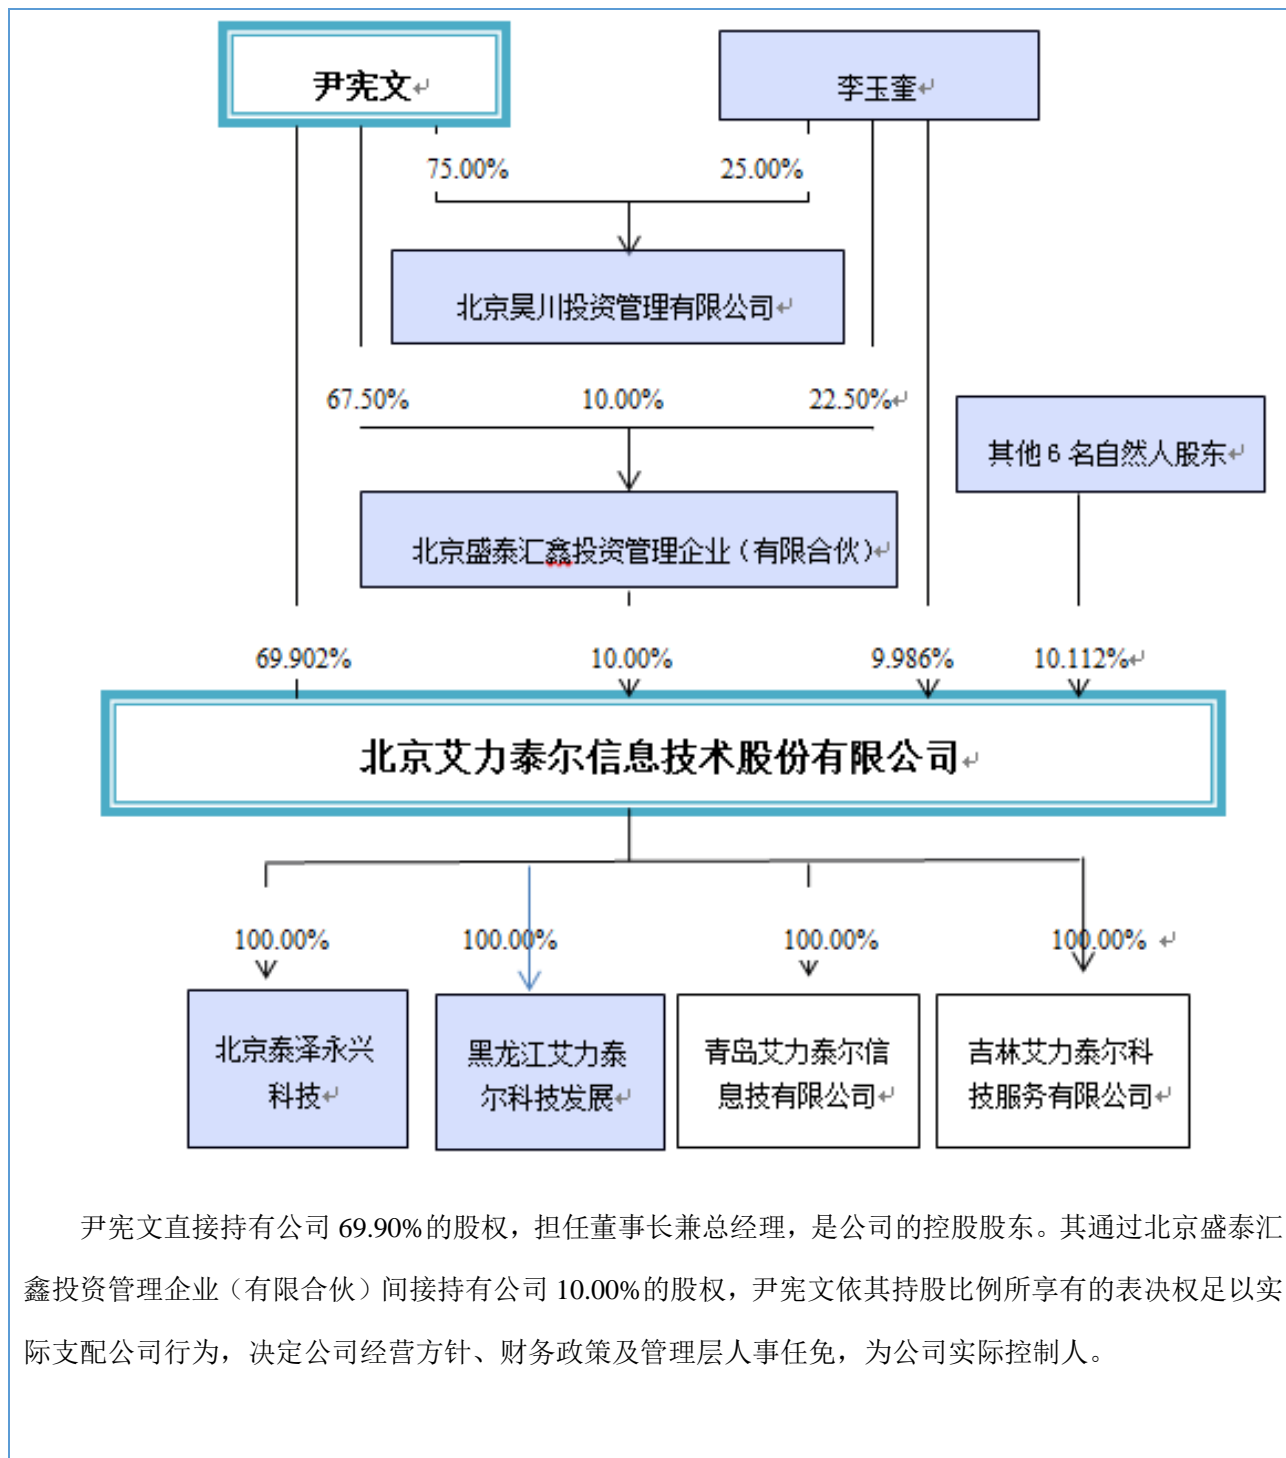 尹宪文
李玉奎
75.00%
25.00%
北京昊川投资管理有限公司
67.50%
10.00%
22.50%
其他 6 名自然人股东
北京盛泰汇鑫投资管理企业（有限合伙）
69.902%
10.00%
9.986%
10.112%
北京艾力泰尔信息技术股份有限公司
100.00%
100.00%
100.00%
100.00%
北京泰泽永兴
科技
黑龙江艾力泰
尔科技发展
青岛艾力泰尔信
息技有限公司
吉林艾力泰尔科
技服务有限公司
尹宪文直接持有公司 69.90%的股权，担任董事长兼总经理，是公司的控股股东。其通过北京盛泰汇
鑫投资管理企业（有限合伙）间接持有公司 10.00%的股权，尹宪文依其持股比例所享有的表决权足以实
际支配公司行为，决定公司经营方针、财务政策及管理层人事任免，为公司实际控制人。